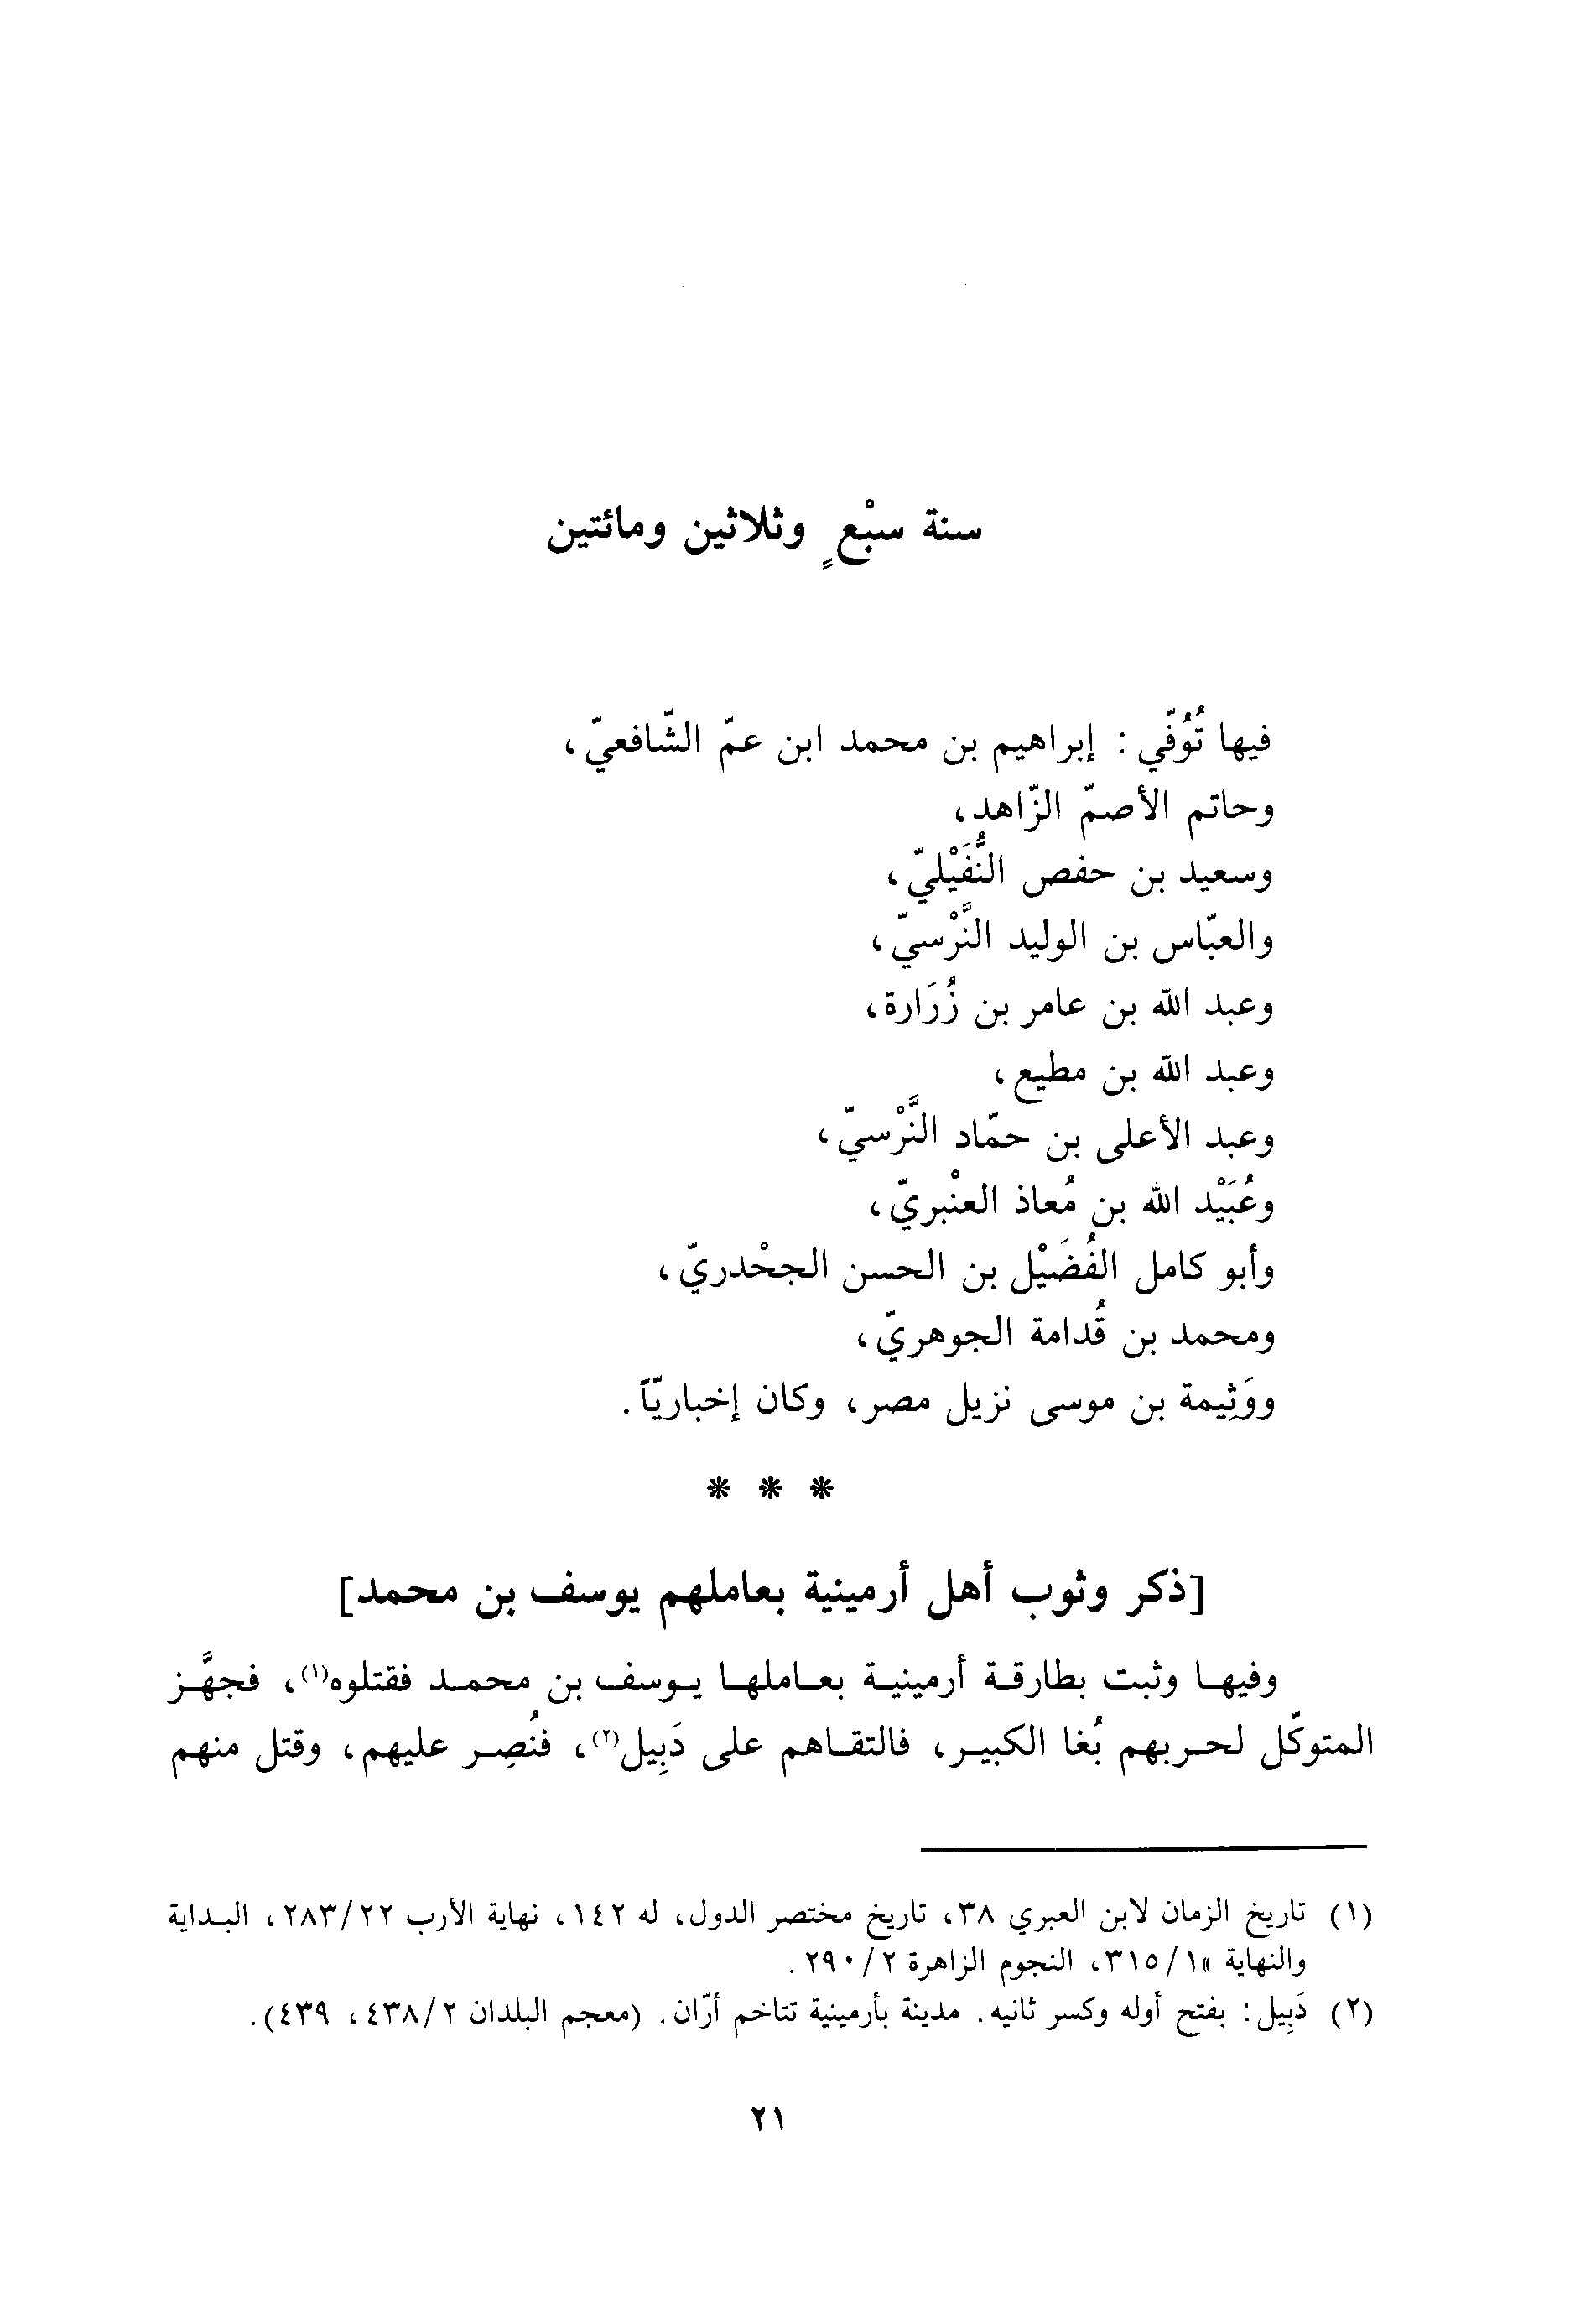 سنة سبْعٍ وثلاثين ومائتين
فيها تُوُفّي : إبراهيم بن محمد ابن عمّ الشّافعيّ،
وحاتم الأصمّ الزّاهد،
وسعيد بن حفص النُّفَيْليّ،
والعبّاس بن الوليد النَّرْسيّ،
وعبد الله بن عامر بن زُرَارة،
وعبد الله بن مطيع،
وعبد الأعلى بن حمّاد النَّرْسيّ،
وعُبَيْد الله بن مُعاذ العنْبريّ،
وأبو كامل الفُضَيْل بن الحسن الجحْدريّ،
ومحمد بن قُدامة الجوهريّ،
ووَثِيمة بن موسى نزيل مصر، وكان إخباريّاً.
* * *
[ذكر وثوب أهل أرمينية بعاملهم يوسف بن محمد]
وفيها وثبت بطارقة أرمينية بعاملها يوسف بن محمد فقتلوه(١)، فجهَّز
المتوكّل لحربهم بُغا الكبير، فالتقاهم على دَبِيل(٢)، فنُصِر عليهم، وقتل منهم
(١) تاريخ الزمان لابن العبري ٣٨، تاريخ مختصر الدول، له ١٤٢، نهاية الأرب ٢٨٣/٢٢، البداية
والنهاية »٣١٥/١، النجوم الزاهرة ٢٩٠/٢ .
(٢) دَبِيل: بفتح أوله وكسر ثانيه. مدينة بأرمينية تتاخم أرّان. (معجم البلدان ٤٣٨/٢، ٤٣٩).
٢١